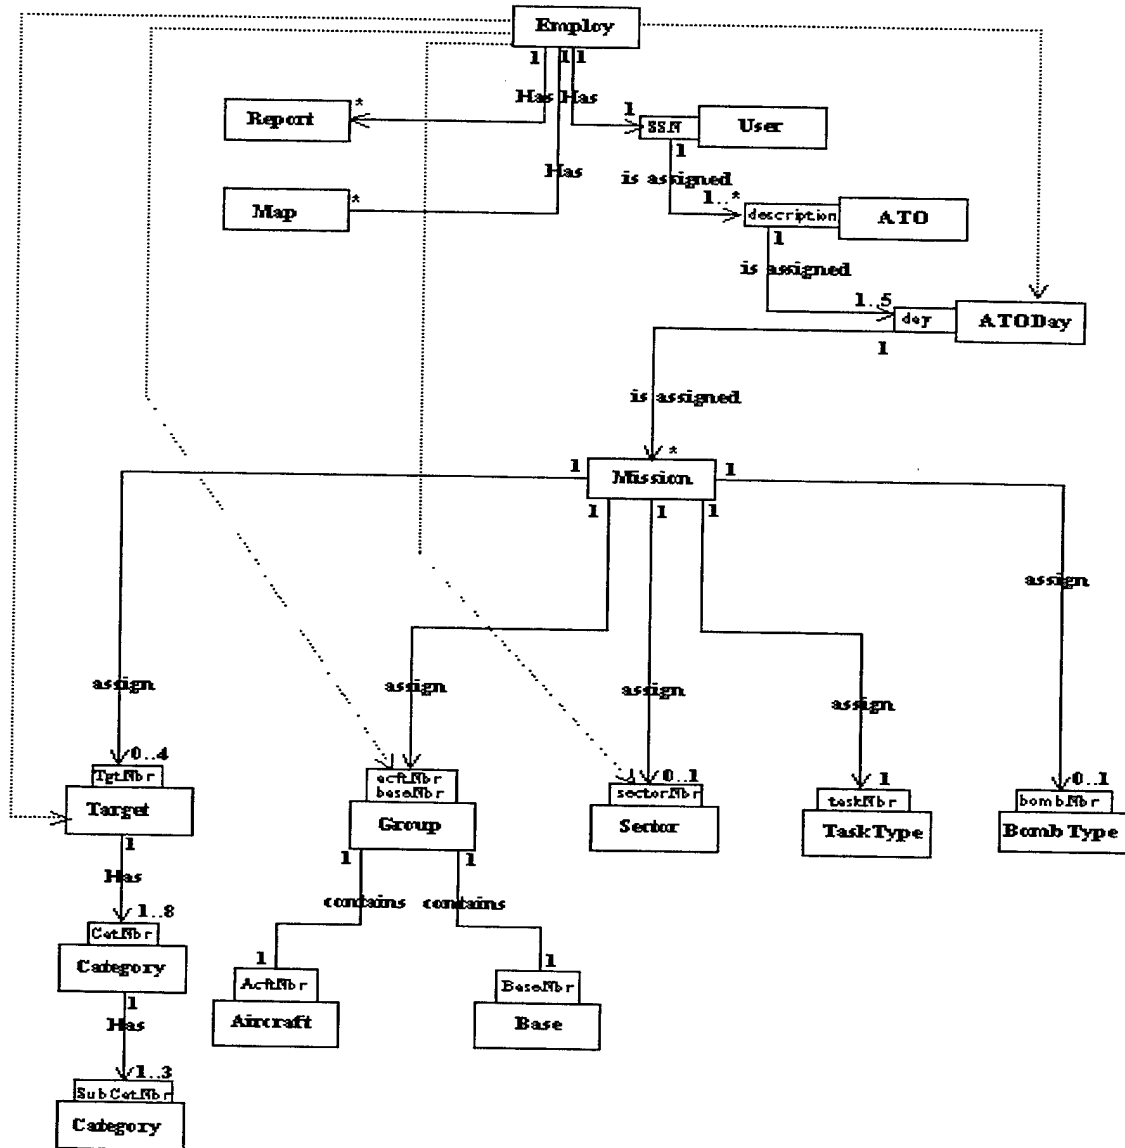 Employ
1 1 1
Has Has
Report
*
1
SSN
User
1
Has
is assigned
Map
*
1..*
description
ATO
1
is assigned
1..5
day
ATODay
1
is assigned
*
1
Mission
1
1
1
1
assign
assign
assign
assign
assign
0..4
TgtNbr
Target
1
acftNbr
baseNbr
Group
1
1
0..1
sectorNbr
Sector
1
taskNbr
TaskType
0..1
bombNbr
BombType
Has
contains
contains
1..8
CatNbr
Category
1
1
AcftNbr
Aircraft
1
BaseNbr
Base
Has
1..3
SubCatNbr
Category